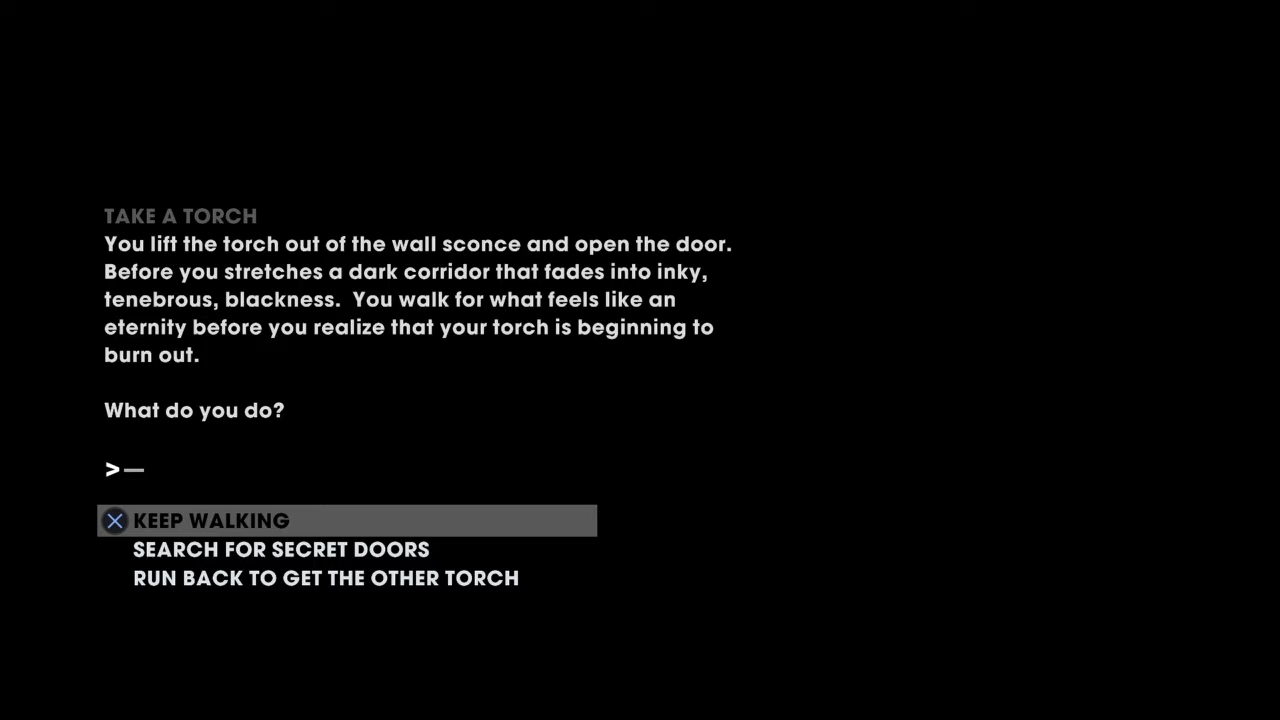 TAKE A TORCH
You lift the torch out of the wall sconce and open the door.
Before you stretches a dark corridor that fades into inky,
tenebrous, blackness.  You walk for what feels like an
eternity before you realize that your torch is beginning to
burn out.
What do you do?
>—
KEEP WALKING
SEARCH FOR SECRET DOORS
RUN BACK TO GET THE OTHER TORCH